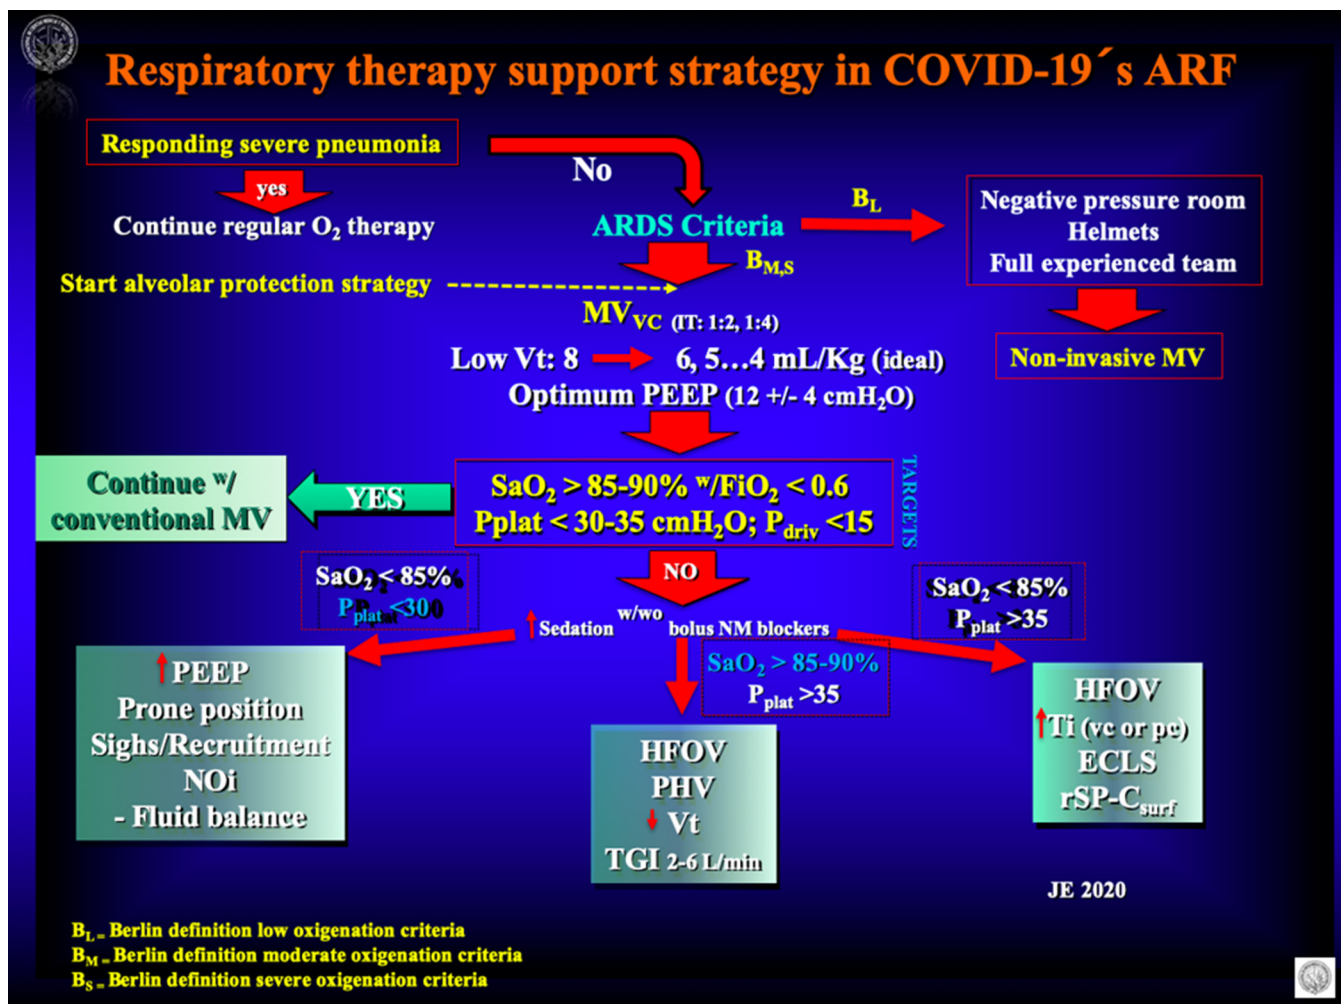 Respiratory therapy support strategy in COVID-19´s ARF
Responding severe pneumonia
No
yes
Continue regular O2 therapy
ARDS Criteria
BL
Negative pressure room
Helmets
Full experienced team
BM,S
Start alveolar protection strategy
MVVC (IT: 1:2, 1:4)
Non-invasive MV
Low Vt: 8 6, 5…4 mL/Kg (ideal)
Optimum PEEP (12 +/- 4 cmH2O)
Continue w/
conventional MV
YES
SaO2 > 85-90% w/FiO2 < 0.6
Pplat < 30-35 cmH2O; Pdriv <15
TARGETS
NO
SaO2 < 85%
Pplat <30
SaO2 < 85%
Pplat >35
Sedation w/wo bolus NM blockers
SaO2 > 85-90%
Pplat >35
PEEP
Prone position
Sighs/Recruitment
NOi
- Fluid balance
HFOV
PHV
Vt
TGI 2-6 L/min
HFOV
Ti (vc or pc)
ECLS
rSP-Csurf
JE 2020
BL = Berlin definition low oxigenation criteria
BM = Berlin definition moderate oxigenation criteria
BS = Berlin definition severe oxigenation criteria